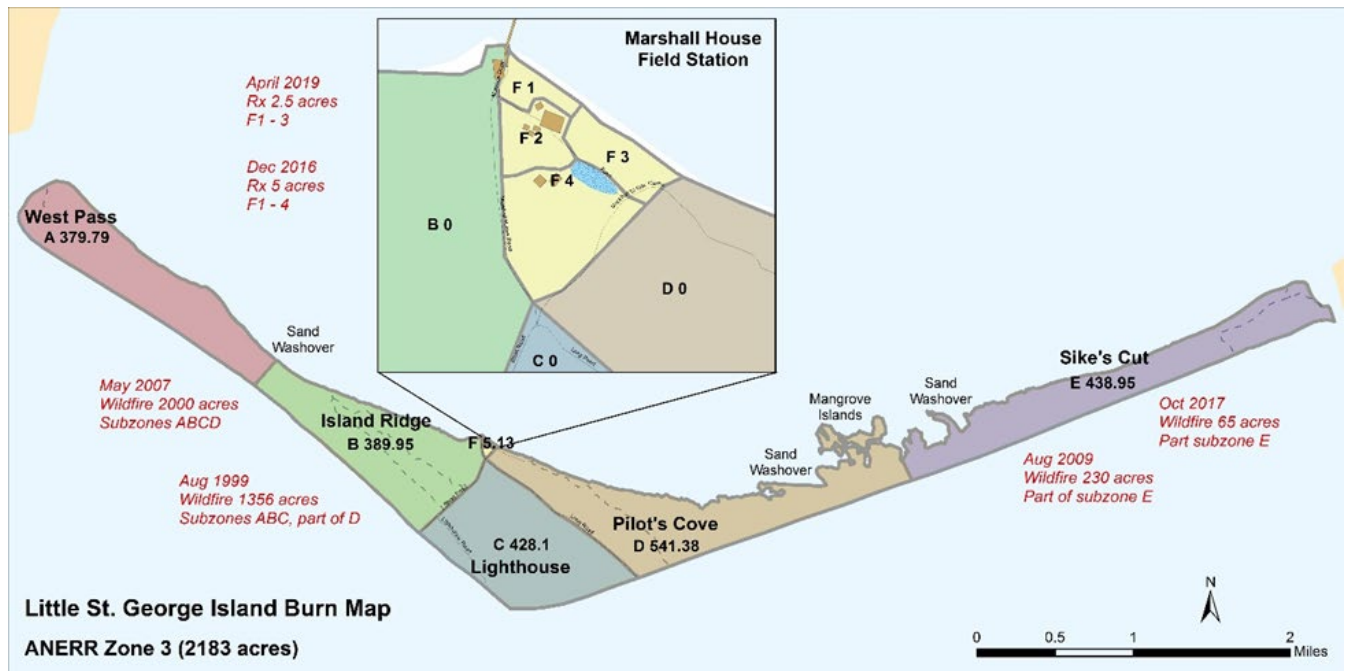 Marshall House
Field Station
April 2019
Rx 2.5 acres
F1 - 3
Dec 2016
Rx 5 acres
F1 - 4
F 1
F 2
F 3
F 4
B 0
D 0
C 0
West Pass
A 379.79
Sand
Washover
May 2007
Wildfire 2000 acres
Subzones ABCD
Island Ridge
B 389.95
F 5.13
Aug 1999
Wildfire 1356 acres
Subzones ABC, part of D
C 428.1
Lighthouse
Long Road
Pilot's Cove
D 541.38
Sand
Washover
Mangrove
Islands
Sand
Washover
Sike's Cut
E 438.95
Oct 2017
Wildfire 65 acres
Part subzone E
Aug 2009
Wildfire 230 acres
Part of subzone E
Little St. George Island Burn Map
ANERR Zone 3 (2183 acres)
N
0 0.5 1 2
Miles